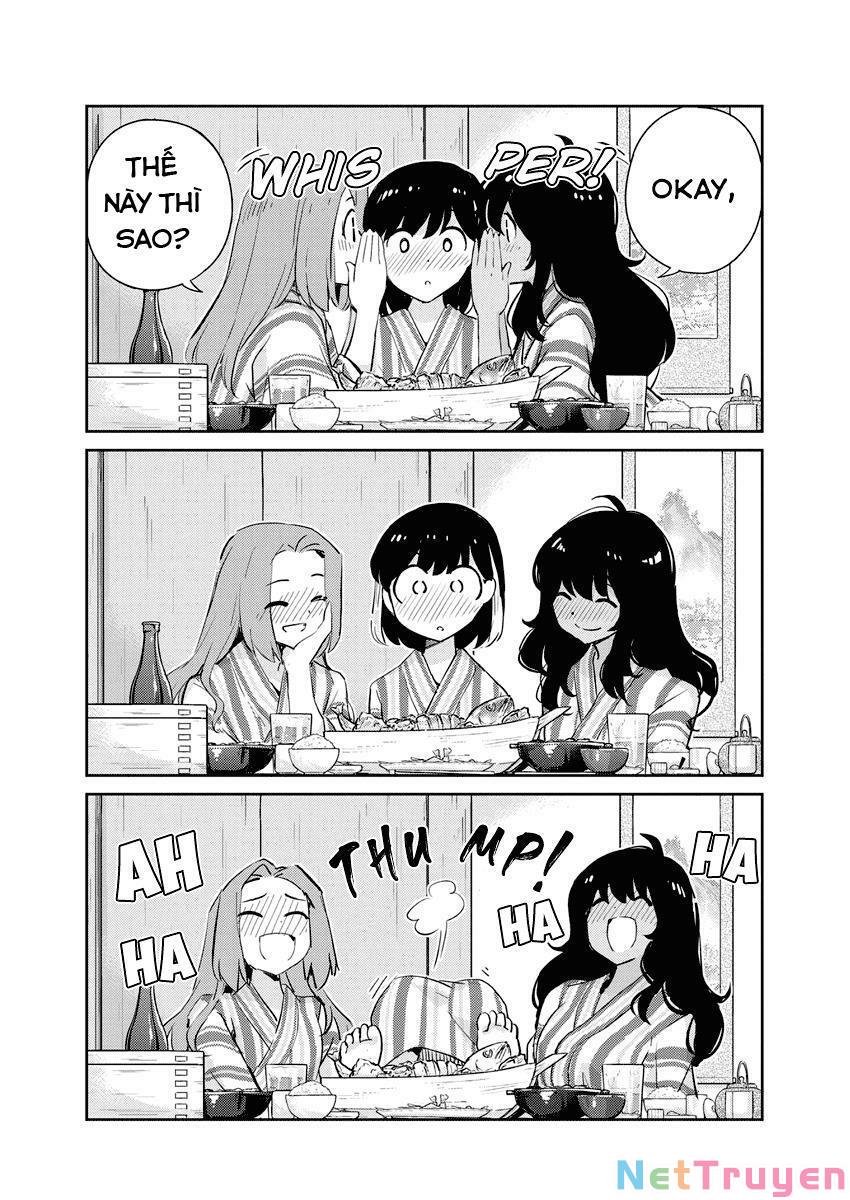 THẾ
NÀY THÌ
SAO?
WHIS PER!
OKAY,
AH
HA
THU MP!
HA
HA
NetTruyen